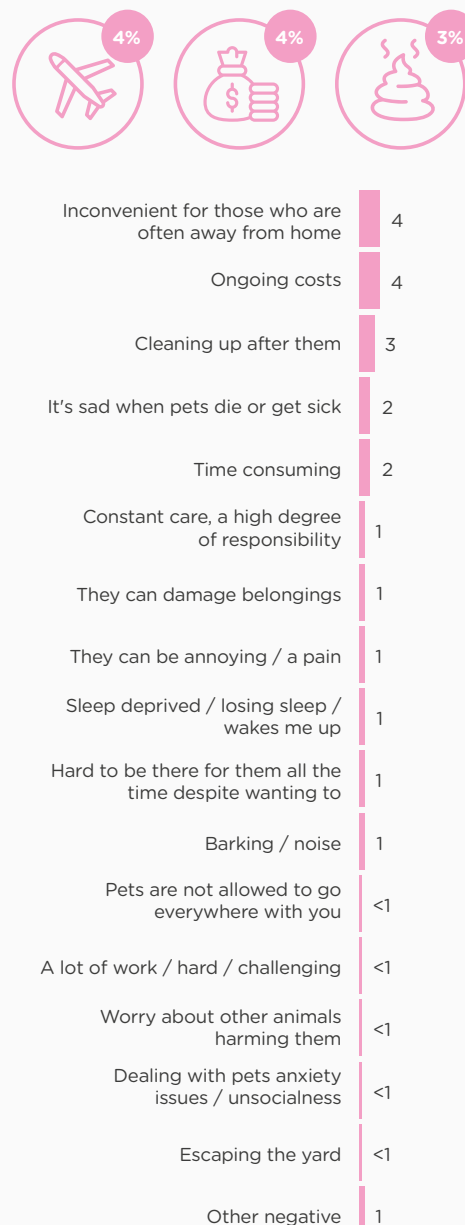 4%
4%
3%
$
Inconvenient for those who are
often away from home
4
Ongoing costs
4
Cleaning up after them
3
It's sad when pets die or get sick
2
Time consuming
2
Constant care, a high degree
of responsibility
1
They can damage belongings
1
They can be annoying / a pain
1
Sleep deprived / losing sleep /
wakes me up
1
Hard to be there for them all the
time despite wanting to
1
Barking / noise
1
Pets are not allowed to go
everywhere with you
<1
A lot of work / hard / challenging
<1
Worry about other animals
harming them
<1
Dealing with pets anxiety
issues / unsocialness
<1
Escaping the yard
<1
Other negative
1